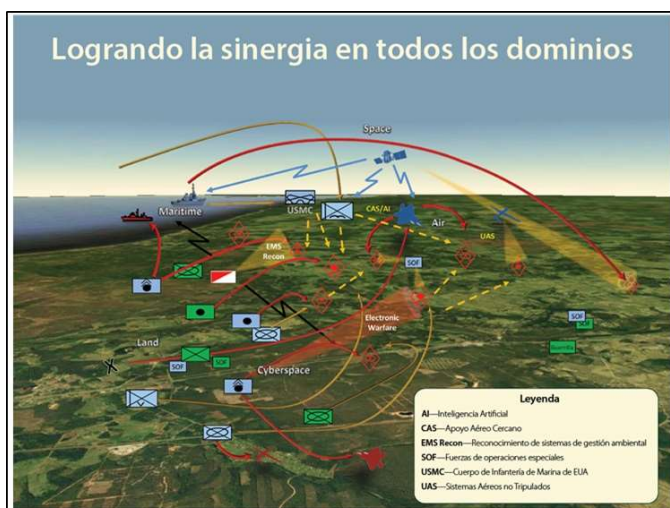 Logrando la sinergia en todos los dominios
Space
Maritime
USMC
CAS/AI
Air
UAS
EMS
Recon
SOF
Electronic
Warfare
SOF
SOF
Land
SOF
SOF
Cyberspace
Guerrilla
Leyenda
AI—Inteligencia Artificial
CAS—Apoyo Aéreo Cercano
EMS Recon—Reconocimiento de sistemas de gestión ambiental
SOF—Fuerzas de operaciones especiales
USMC—Cuerpo de Infantería de Marina de EUA
UAS—Sistemas Aéreos no Tripulados